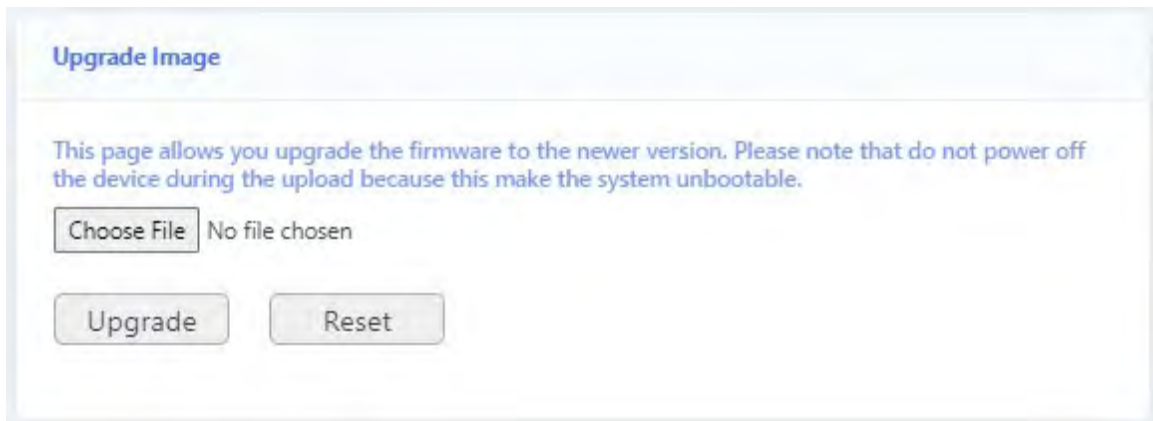 Upgrade Image
This page allows you upgrade the firmware to the newer version. Please note that do not power off
the device during the upload because this make the system unbootable.
Choose File No file chosen
Upgrade Reset